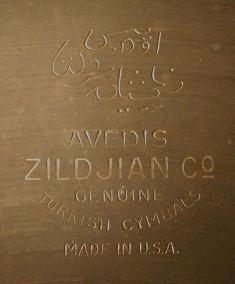 AVEDIS
ZILDJIAN CO
GENUINE
TURKISH CYMBALS
MADE IN U.S.A.